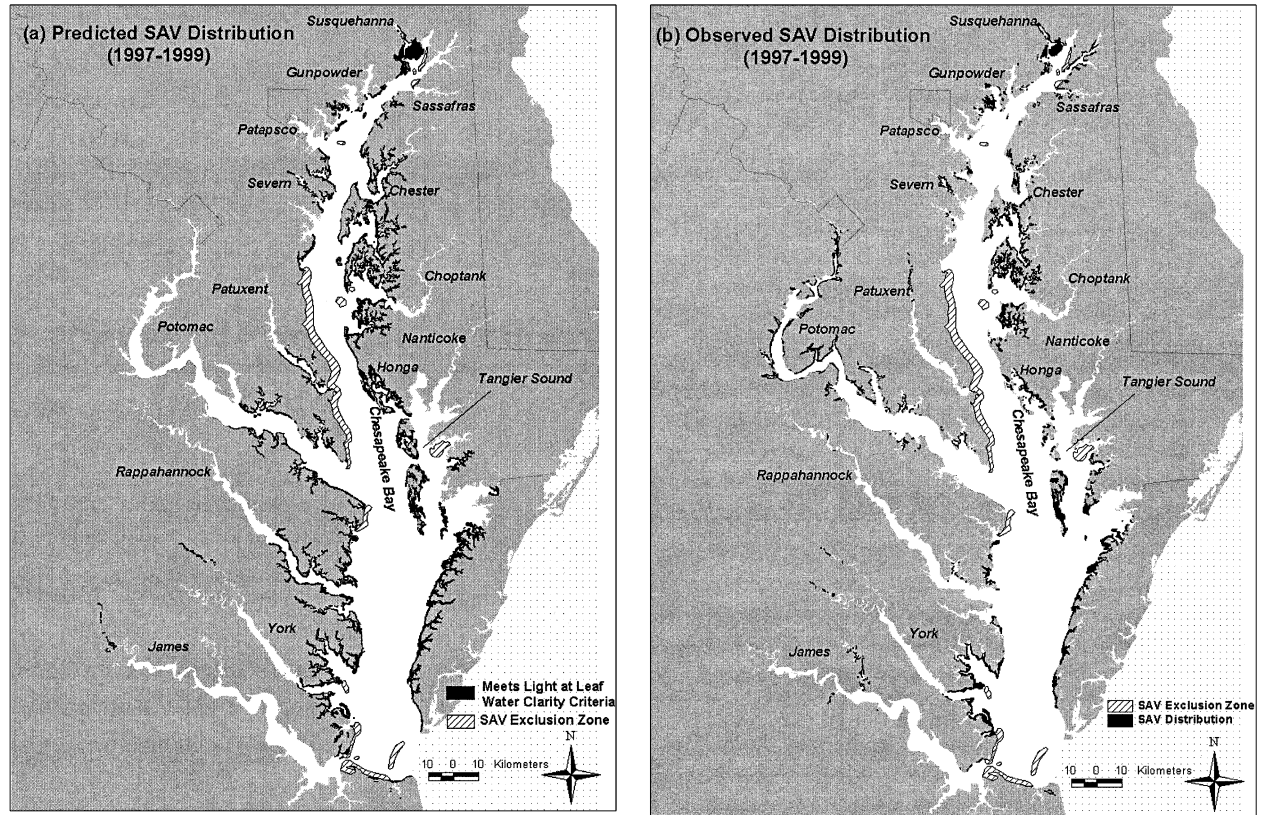 (a) Predicted SAV Distribution
(1997-1999)
Susquehanna
Gunpowder
Sassafras
Patapsco
Severn
Chester
Choptank
Patuxent
Potomac
Nanticoke
Honga
Tangier Sound
Chesapeake Bay
Rappahannock
York
James
Meets Light at Leaf
Water Clarity Criteria
SAV Exclusion Zone
N
10 0 10 Kilometers
(b) Observed SAV Distribution
(1997-1999)
Susquehanna
Gunpowder
Sassafras
Patapsco
Severn
Chester
Choptank
Patuxent
Potomac
Nanticoke
Honga
Tangier Sound
Chesapeake Bay
Rappahannock
York
James
SAV Exclusion Zone
SAV Distribution
N
10 0 10 Kilometers